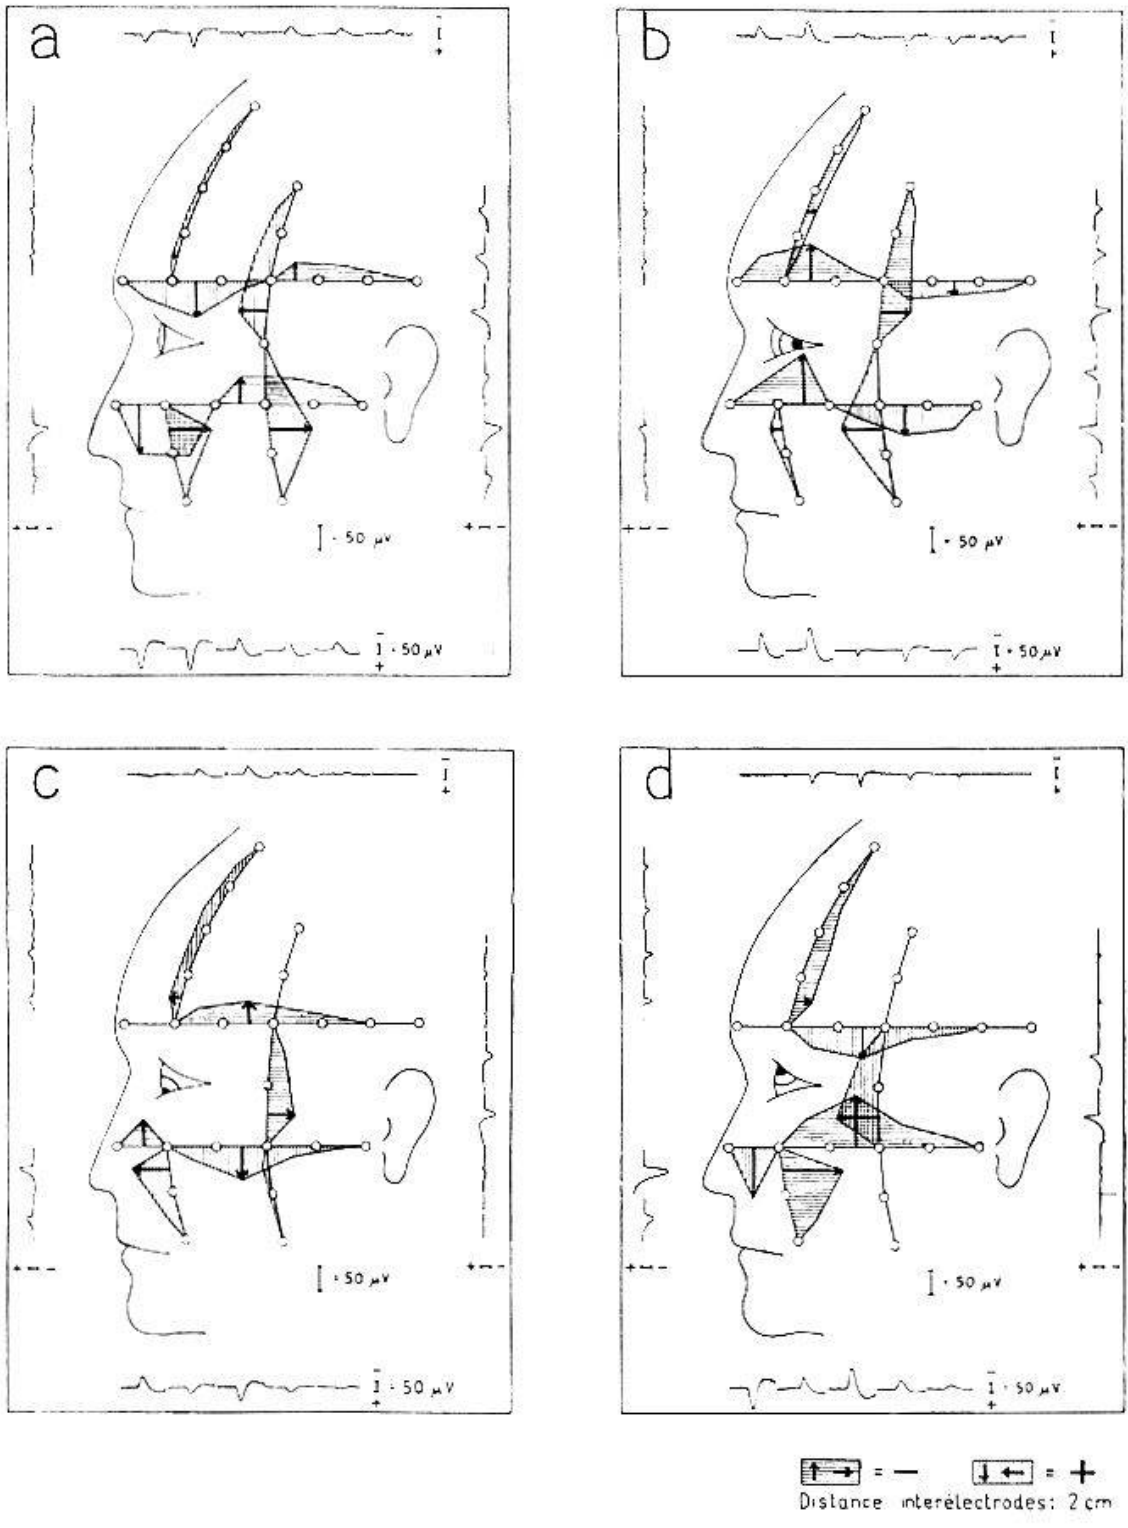 a
b
I
+
I
+
+ -
+ -
+ -
+ -
I = 50 μV
I = 50 μV
I = 50 μV
+
I = 50 μV
+
c
d
I
+
I
+
+ -
+ -
+ -
+ -
I = 50 μV
I = 50 μV
I = 50 μV
+
I = 50 μV
+
↑ → = — ↓ ← = +
Distance interélectrodes: 2 cm